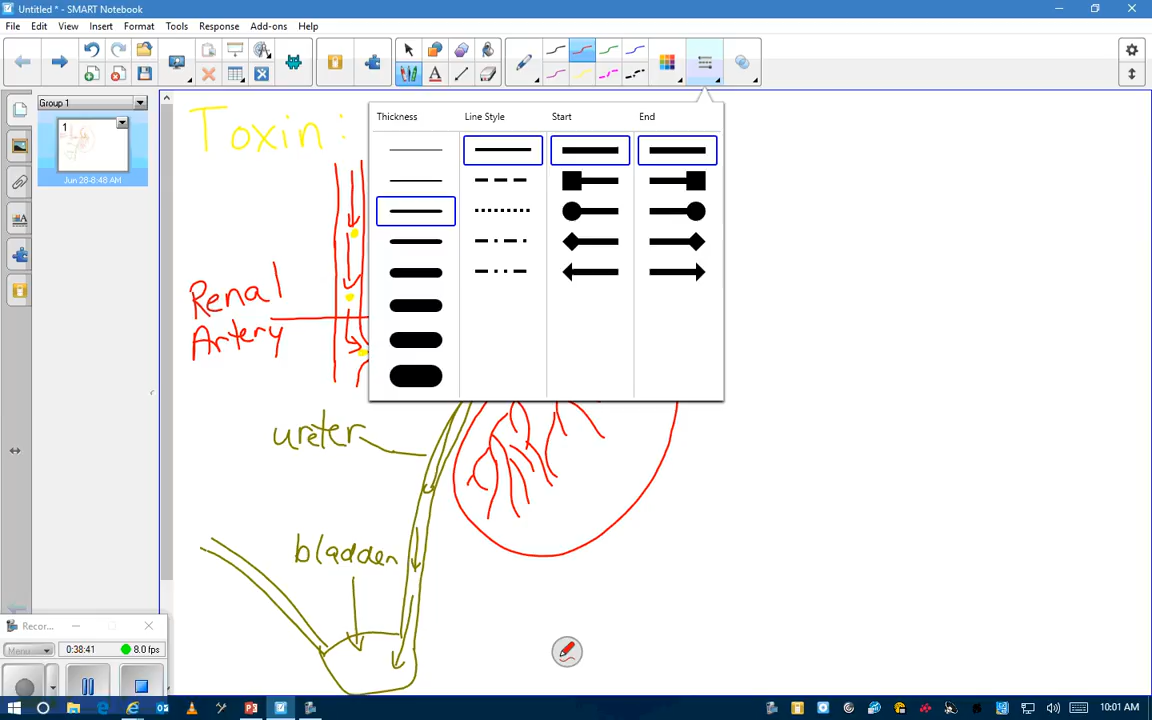 Untitled * - SMART Notebook
File Edit View Insert Format Tools Response Add-ons Help
Group 1
1
Jun 28-8:48 AM
Thickness Line Style Start End
Toxin:
Renal
Artery
ureter
bladder
Recor...
Menu 0:38:41 8.0 fps
10:01 AM